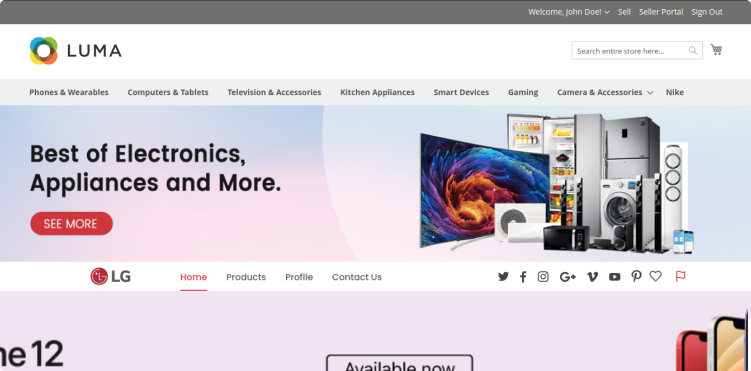 Welcome, John Doe! Sell Seller Portal Sign Out
LUMA
Search entire store here...
Phones & Wearables Computers & Tablets Television & Accessories Kitchen Appliances Smart Devices Gaming Camera & Accessories Nike
Best of Electronics,
Appliances and More.
SEE MORE
LG Home Products Profile Contact Us
ne 12
Available now